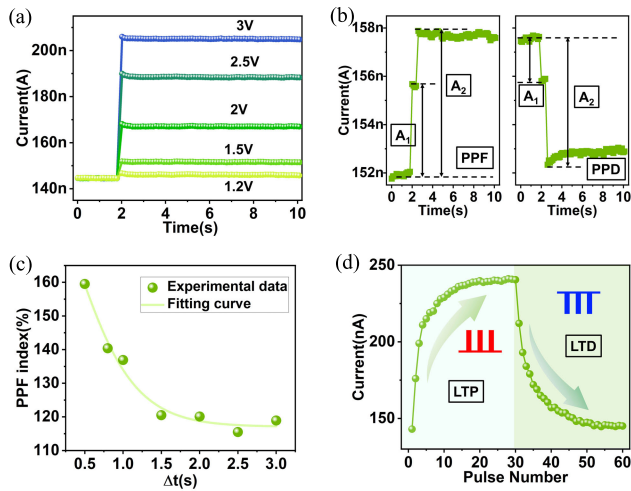 (a)
Current(A)
200n
180n
160n
140n
3V
2.5V
2V
1.5V
1.2V
0 2 4 6 8 10
Time(s)
(b)
Current(A)
158n
156n
154n
152n
A1
A2
PPF
0 2 4 6 8 10
Time(s)
A1
A2
PPD
0 2 4 6 8 10
Time(s)
(c)
PPF index(%)
170
160
150
140
130
120
110
Experimental data
Fitting curve
0.5 1.0 1.5 2.0 2.5 3.0
Δt(s)
(d)
Current(nA)
250
200
150
100
LTP
LTD
0 10 20 30 40 50 60
Pulse Number